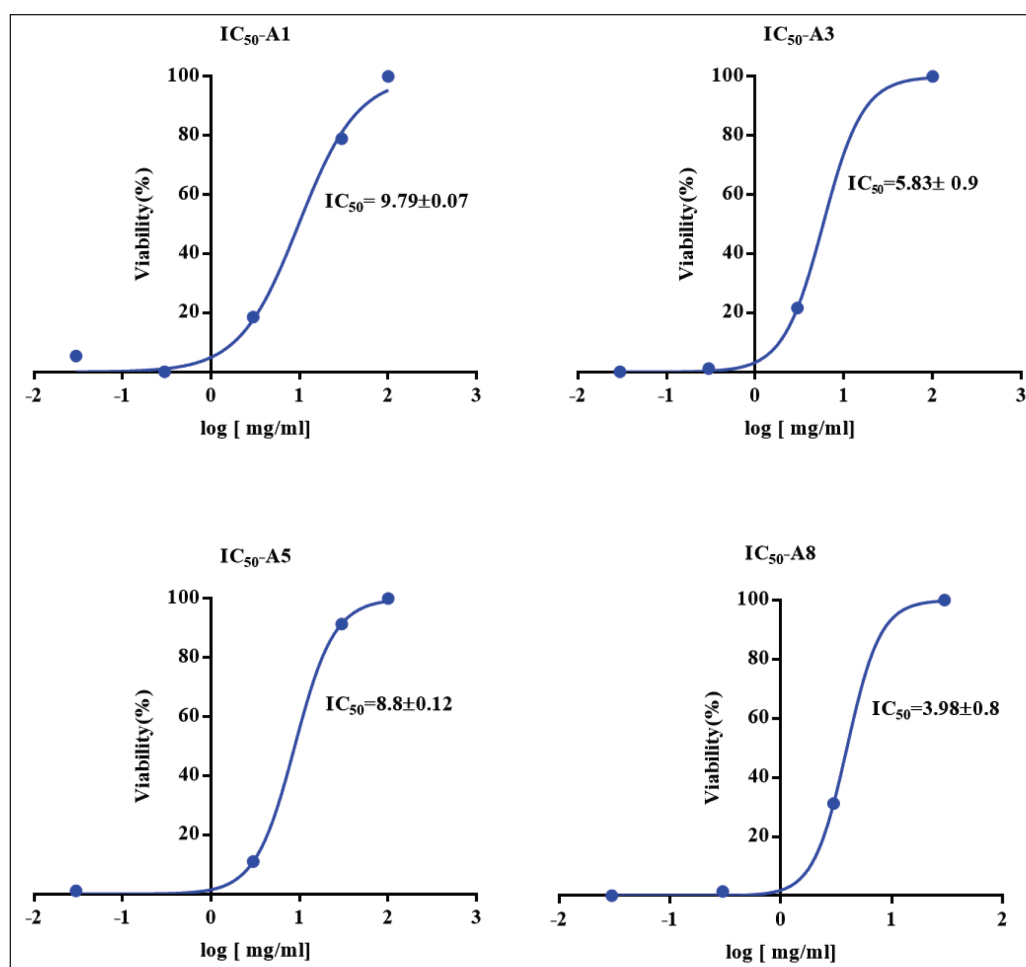 IC50-A1
100
80
60
40
20
Viability(%)
IC50= 9.79±0.07
-2 -1 0 1 2 3
log [ mg/ml]
IC50-A3
100
80
60
40
20
Viability(%)
IC50=5.83± 0.9
-2 -1 0 1 2 3
log [ mg/ml]
IC50-A5
100
80
60
40
20
Viability(%)
IC50=8.8±0.12
-2 -1 0 1 2 3
log [ mg/ml]
IC50-A8
100
80
60
40
20
Viability(%)
IC50=3.98±0.8
-2 -1 0 1 2
log [ mg/ml]